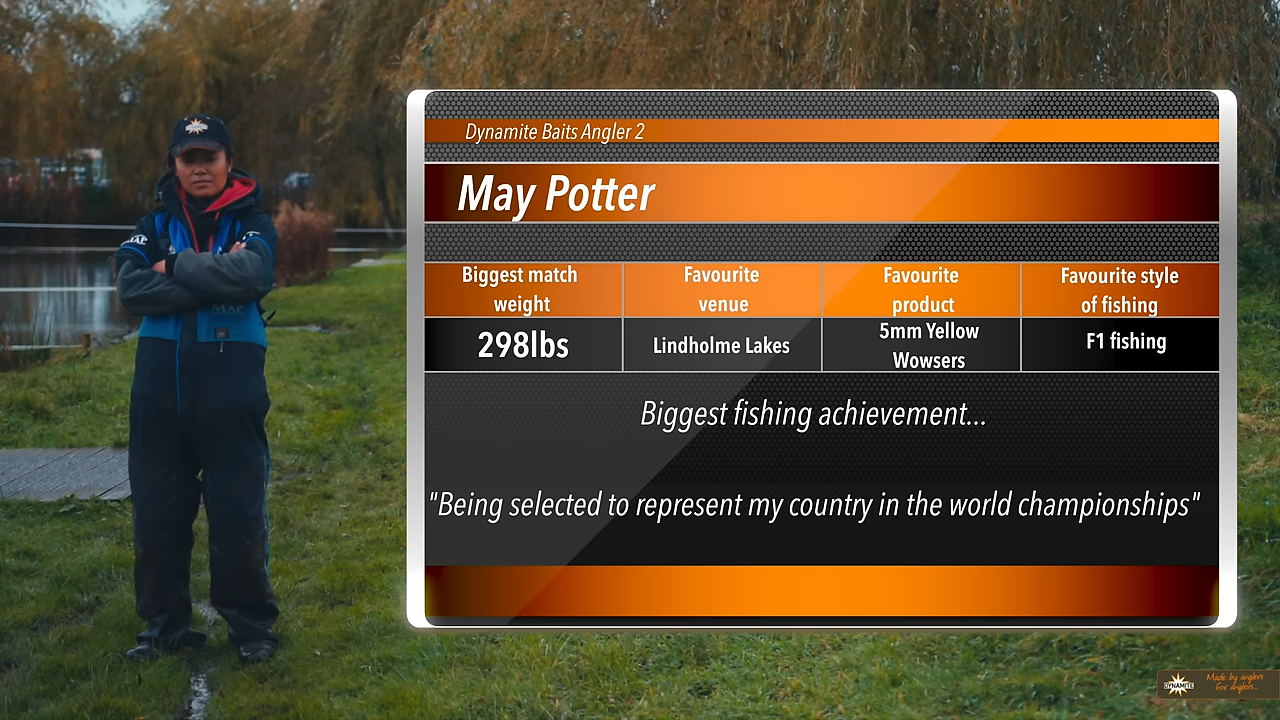 Dynamite Baits Angler 2
May Potter
Biggest match
weight
Favourite
venue
Favourite
product
Favourite style
of fishing
298lbs
Lindholme Lakes
5mm Yellow
Wowsers
F1 fishing
Biggest fishing achievement...
"Being selected to represent my country in the world championships"
MAP
DYNAMITE
Made by anglers
for anglers...